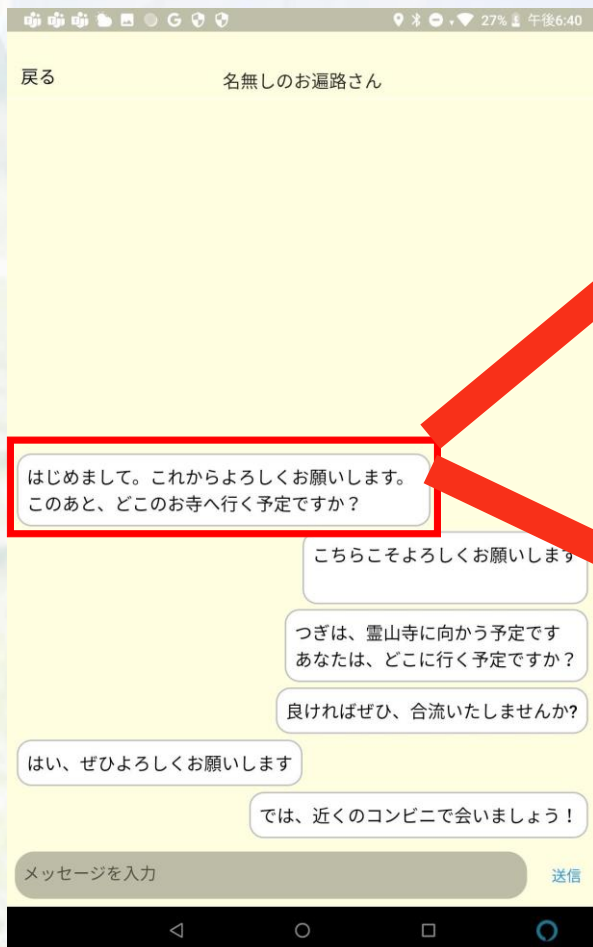 27% 午後6:40
戻る
名無しのお遍路さん
はじめまして。これからよろしくお願いします。
このあと、どこのお寺へ行く予定ですか？
こちらこそよろしくお願いします
つぎは、霊山寺に向かう予定です
あなたは、どこに行く予定ですか？
良ければぜひ、合流いたしませんか?
はい、ぜひよろしくお願いします
では、近くのコンビニで会いましょう！
メッセージを入力
送信